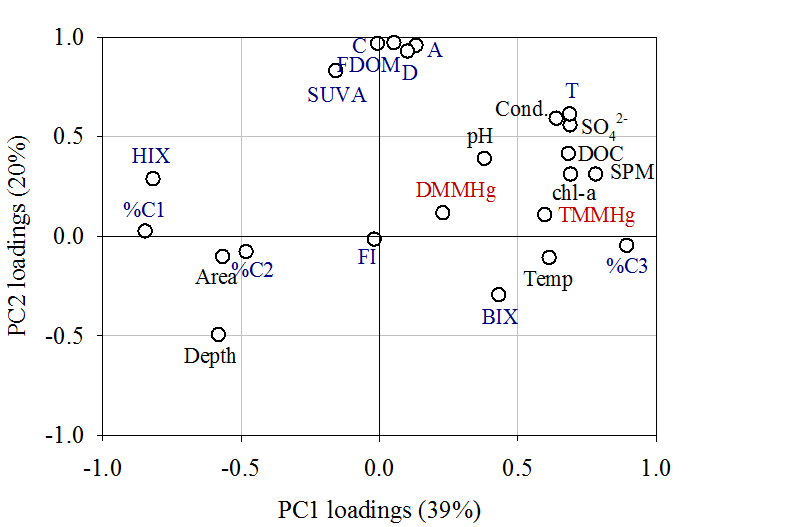 1.0
C
A
FDOM
D
SUVA
T
Cond.
0.5
SO₄²⁻
pH
DOC
HIX
SPM
chl-a
DMMHg
%C1
TMMHg
0.0
FI
%C3
%C2
Area
Temp
BIX
-0.5
Depth
-1.0
-1.0 -0.5 0.0 0.5 1.0
PC1 loadings (39%)
PC2 loadings (20%)